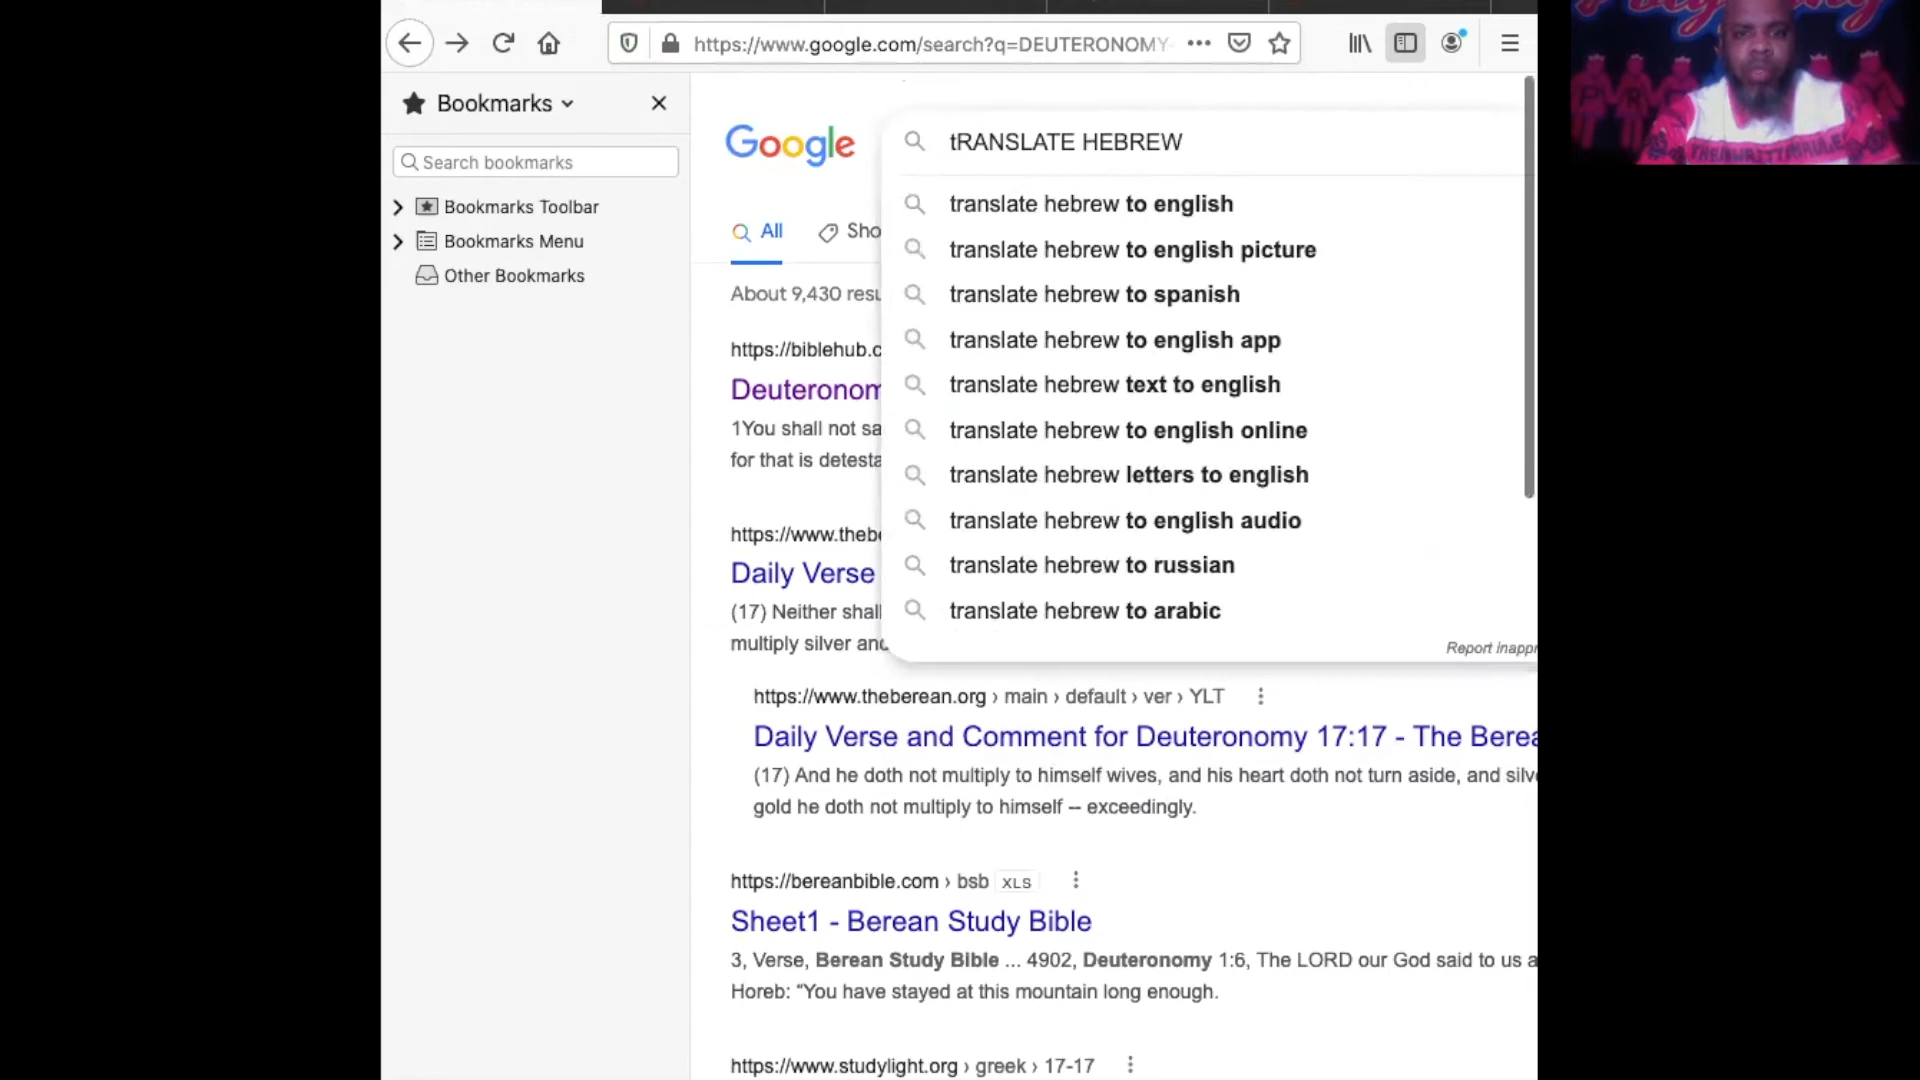 https://www.google.com/search?q=DEUTERONOMY-
Bookmarks
Search bookmarks
Bookmarks Toolbar
Bookmarks Menu
Other Bookmarks
Google
tRANSLATE HEBREW
translate hebrew to english
translate hebrew to english picture
translate hebrew to spanish
translate hebrew to english app
translate hebrew text to english
translate hebrew to english online
translate hebrew letters to english
translate hebrew to english audio
translate hebrew to russian
translate hebrew to arabic
Report inappr
All
Sho
About 9,430 resu
https://biblehub.c
Deuteronom
1You shall not sa
for that is detesta
https://www.thebe
Daily Verse
(17) Neither shall
multiply silver and
https://www.theberean.org › main › default › ver › YLT
Daily Verse and Comment for Deuteronomy 17:17 - The Berea
(17) And he doth not multiply to himself wives, and his heart doth not turn aside, and silve
gold he doth not multiply to himself -- exceedingly.
https://bereanbible.com › bsb XLS
Sheet1 - Berean Study Bible
3, Verse, Berean Study Bible ... 4902, Deuteronomy 1:6, The LORD our God said to us a
Horeb: "You have stayed at this mountain long enough.
https://www.studylight.org › greek › 17-17